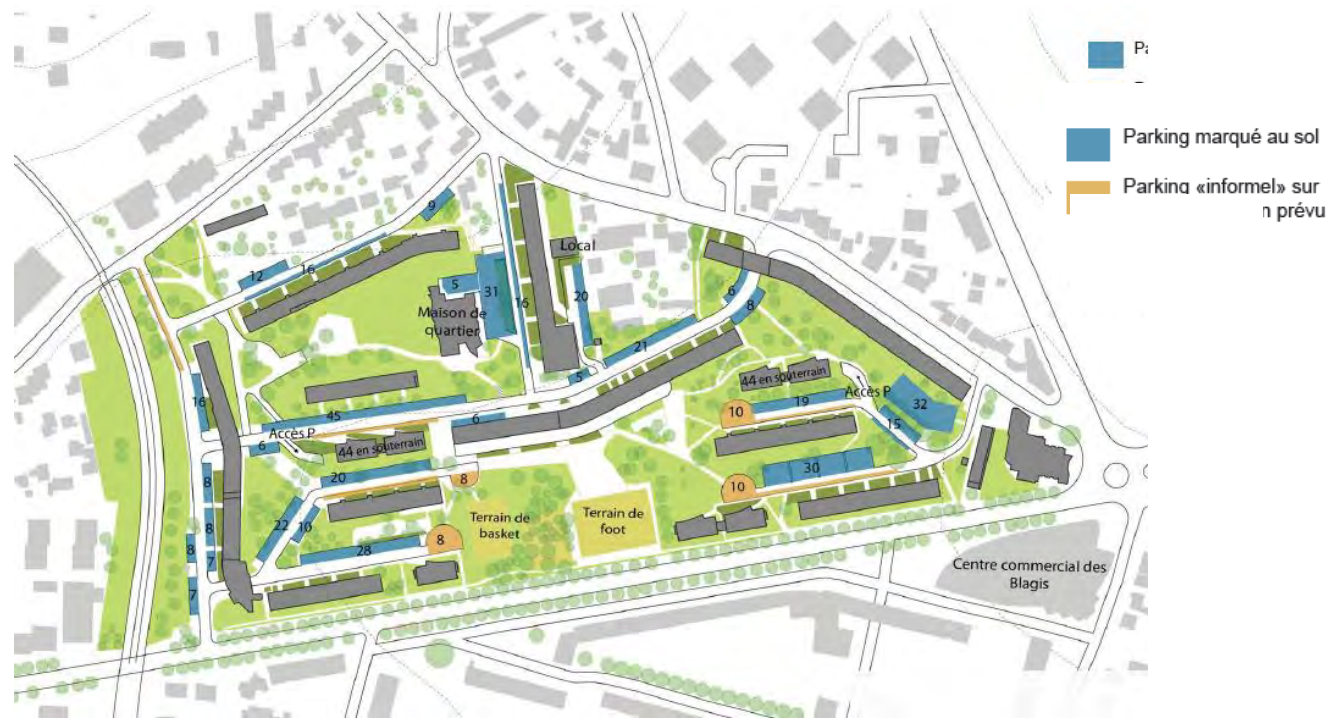 Parking marqué au sol
Parking «informel» sur
n prévu
9
12
16
Local
5
31
16
20
6
8
Maison de
quartier
21
5
44 en souterrain
Accès P
16
45
6
10
19
32
15
Accès P
6
44 en souterrain
20
8
30
10
8
22
10
Terrain de
basket
Terrain de
foot
8
8
7
28
8
7
Centre commercial des
Blagis